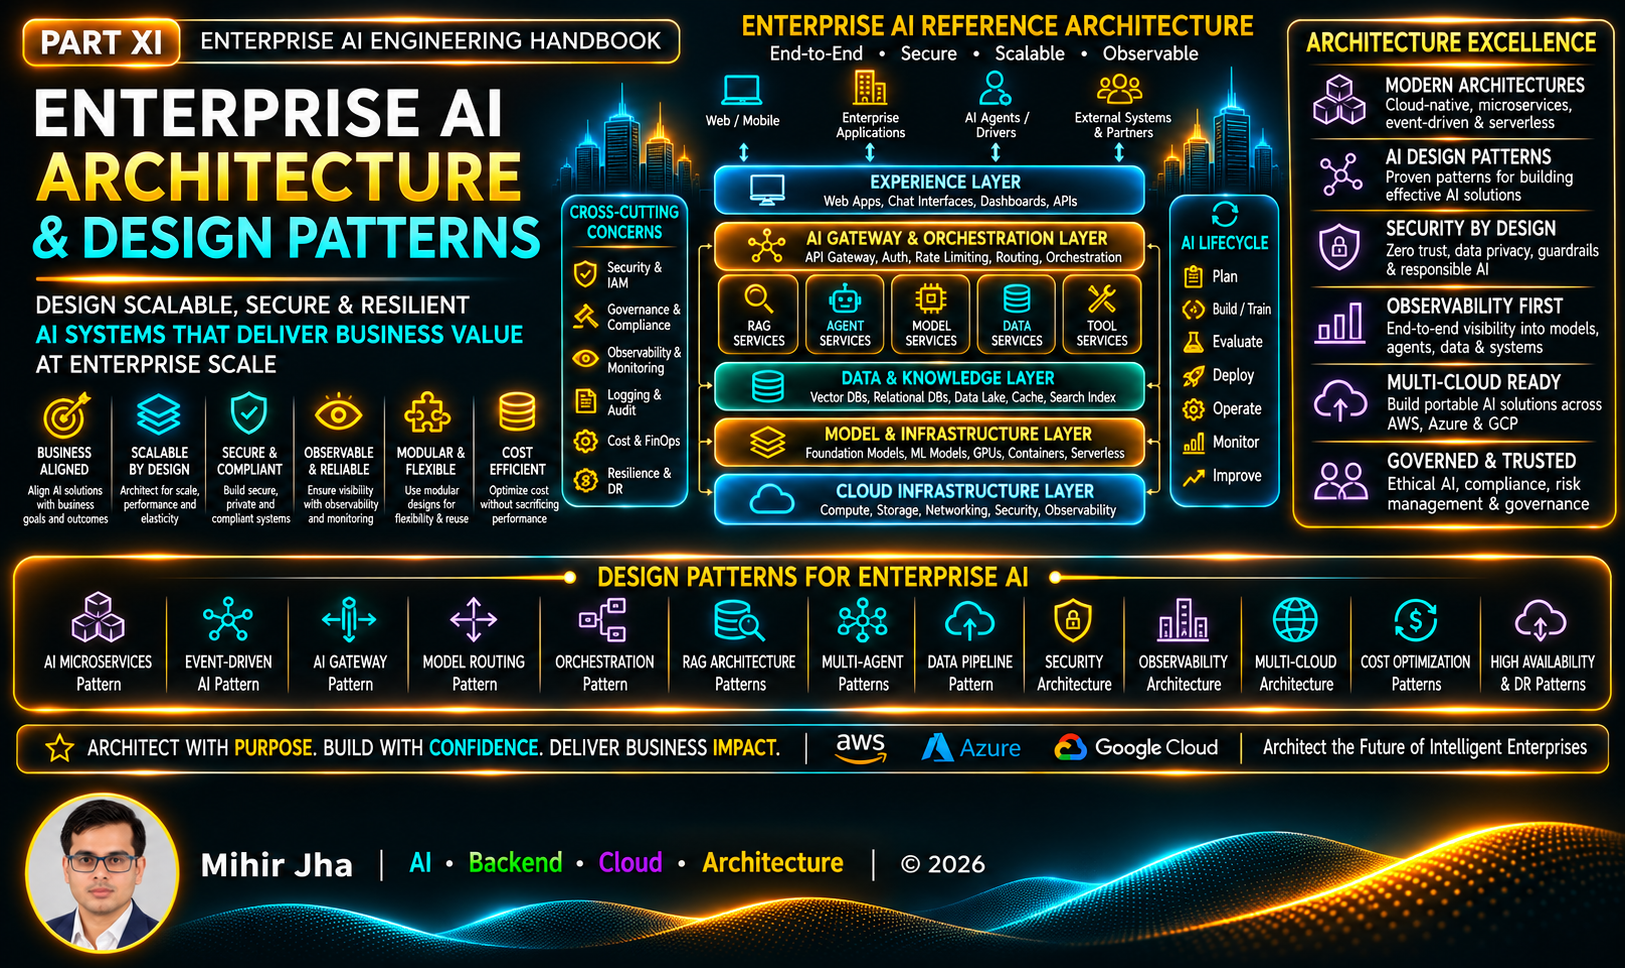 PART XI
ENTERPRISE AI ENGINEERING HANDBOOK
ENTERPRISE AI
ARCHITECTURE
& DESIGN PATTERNS
DESIGN SCALABLE, SECURE & RESILIENT
AI SYSTEMS THAT DELIVER BUSINESS VALUE
AT ENTERPRISE SCALE
BUSINESS
ALIGNED
Align AI solutions
with business
goals and outcomes
SCALABLE
BY DESIGN
Architect for scale,
performance and
elasticity
SECURE &
COMPLIANT
Build secure,
private and
compliant systems
OBSERVABLE
& RELIABLE
Ensure visibility
with observability
and monitoring
MODULAR &
FLEXIBLE
Use modular
designs for
flexibility & reuse
COST
EFFICIENT
Optimize cost
without sacrificing
performance
ENTERPRISE AI REFERENCE ARCHITECTURE
End-to-End • Secure • Scalable • Observable
Web / Mobile
Enterprise
Applications
AI Agents /
Drivers
External Systems
& Partners
CROSS-CUTTING
CONCERNS
Security &
IAM
Governance &
Compliance
Observability &
Monitoring
Logging &
Audit
Cost & FinOps
Resilience &
DR
EXPERIENCE LAYER
Web Apps, Chat Interfaces, Dashboards, APIs
AI GATEWAY & ORCHESTRATION LAYER
API Gateway, Auth, Rate Limiting, Routing, Orchestration
RAG
SERVICES
AGENT
SERVICES
MODEL
SERVICES
DATA
SERVICES
TOOL
SERVICES
DATA & KNOWLEDGE LAYER
Vector DBs, Relational DBs, Data Lake, Cache, Search Index
MODEL & INFRASTRUCTURE LAYER
Foundation Models, ML Models, GPUs, Containers, Serverless
CLOUD INFRASTRUCTURE LAYER
Compute, Storage, Networking, Security, Observability
AI LIFECYCLE
Plan
Build / Train
Evaluate
Deploy
Operate
Monitor
Improve
ARCHITECTURE EXCELLENCE
MODERN ARCHITECTURES
Cloud-native, microservices,
event-driven & serverless
AI DESIGN PATTERNS
Proven patterns for building
effective AI solutions
SECURITY BY DESIGN
Zero trust, data privacy, guardrails
& responsible AI
OBSERVABILITY FIRST
End-to-end visibility into models,
agents, data & systems
MULTI-CLOUD READY
Build portable AI solutions across
AWS, Azure & GCP
GOVERNED & TRUSTED
Ethical AI, compliance, risk
management & governance
DESIGN PATTERNS FOR ENTERPRISE AI
AI MICROSERVICES
Pattern
EVENT-DRIVEN
AI Pattern
AI GATEWAY
Pattern
MODEL ROUTING
Pattern
ORCHESTRATION
Pattern
RAG ARCHITECTURE
Patterns
MULTI-AGENT
Patterns
DATA PIPELINE
Pattern
SECURITY
Architecture
OBSERVABILITY
Architecture
MULTI-CLOUD
Architecture
COST OPTIMIZATION
Patterns
HIGH AVAILABILITY
& DR Patterns
ARCHITECT WITH PURPOSE. BUILD WITH CONFIDENCE. DELIVER BUSINESS IMPACT.
aws
Azure
Google Cloud
Architect the Future of Intelligent Enterprises
Mihir Jha | AI • Backend • Cloud • Architecture | © 2026